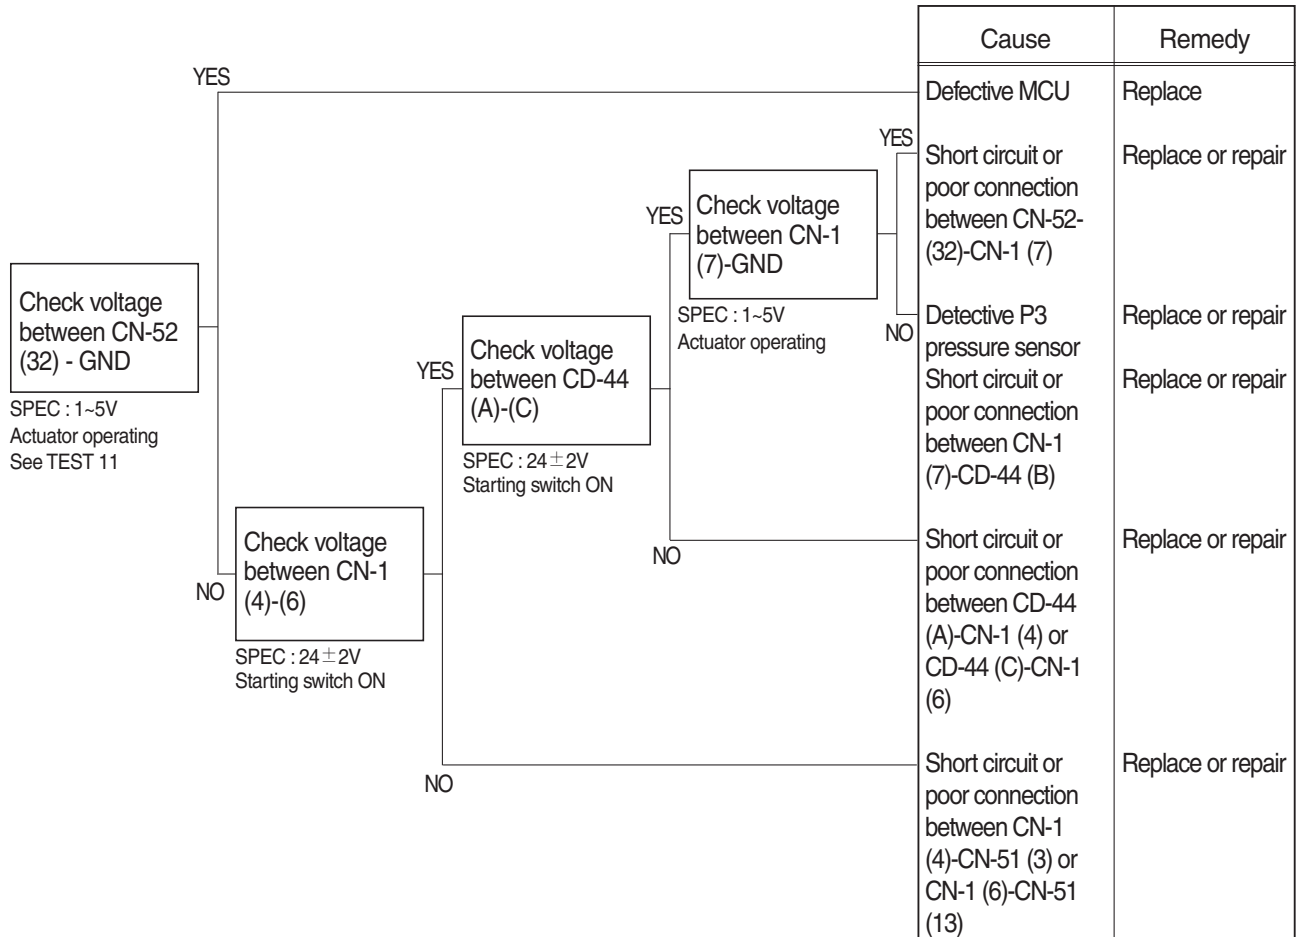 Cause
Remedy
YES
Defective MCU
Replace
YES
Short circuit or
poor connection
between CN-52-
(32)-CN-1 (7)
Replace or repair
YES
Check voltage
between CN-1
(7)-GND
SPEC : 1~5V
Actuator operating
NO
Detective P3
pressure sensor
Replace or repair
Short circuit or
poor connection
between CN-1
(7)-CD-44 (B)
Replace or repair
Check voltage
between CN-52
(32) - GND
SPEC : 1~5V
Actuator operating
See TEST 11
YES
Check voltage
between CD-44
(A)-(C)
SPEC : 24±2V
Starting switch ON
NO
Short circuit or
poor connection
between CD-44
(A)-CN-1 (4) or
CD-44 (C)-CN-1
(6)
Replace or repair
NO
Check voltage
between CN-1
(4)-(6)
SPEC : 24±2V
Starting switch ON
NO
Short circuit or
poor connection
between CN-1
(4)-CN-51 (3) or
CN-1 (6)-CN-51
(13)
Replace or repair